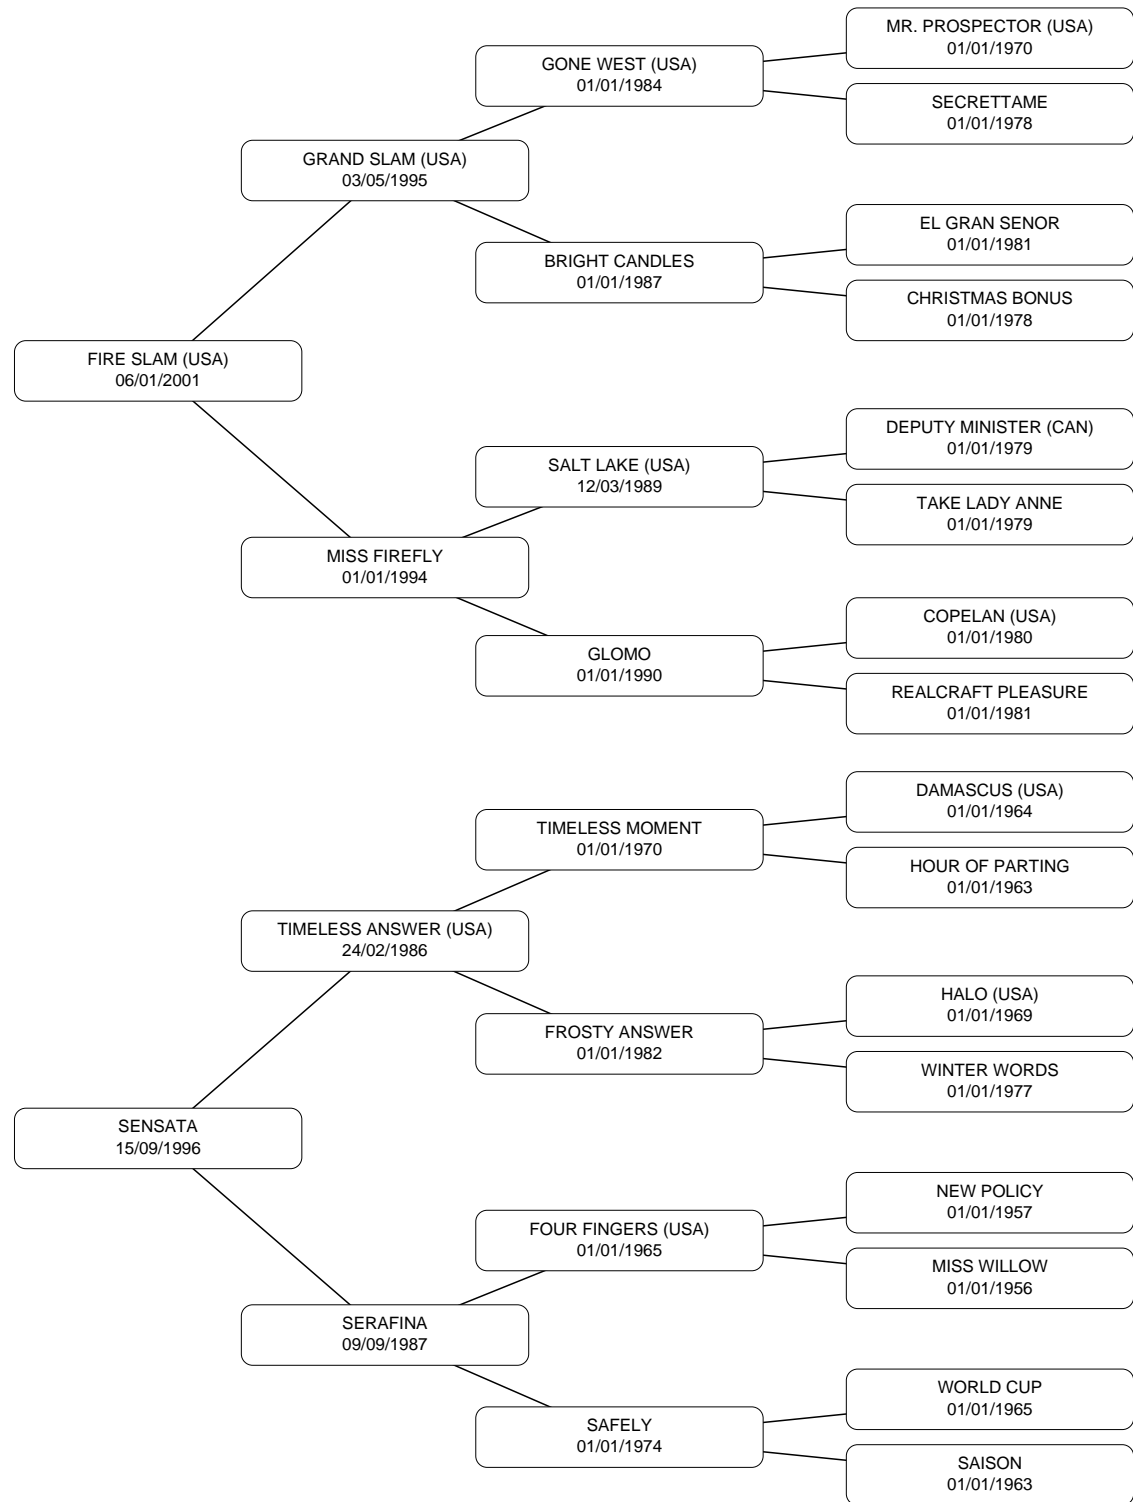 MR. PROSPECTOR (USA)
01/01/1970
GONE WEST (USA)
01/01/1984
SECRETTAME
01/01/1978
GRAND SLAM (USA)
03/05/1995
EL GRAN SENOR
01/01/1981
BRIGHT CANDLES
01/01/1987
CHRISTMAS BONUS
01/01/1978
FIRE SLAM (USA)
06/01/2001
DEPUTY MINISTER (CAN)
01/01/1979
SALT LAKE (USA)
12/03/1989
TAKE LADY ANNE
01/01/1979
MISS FIREFLY
01/01/1994
COPELAN (USA)
01/01/1980
GLOMO
01/01/1990
REALCRAFT PLEASURE
01/01/1981
DAMASCUS (USA)
01/01/1964
TIMELESS MOMENT
01/01/1970
HOUR OF PARTING
01/01/1963
TIMELESS ANSWER (USA)
24/02/1986
HALO (USA)
01/01/1969
FROSTY ANSWER
01/01/1982
WINTER WORDS
01/01/1977
SENSATA
15/09/1996
NEW POLICY
01/01/1957
FOUR FINGERS (USA)
01/01/1965
MISS WILLOW
01/01/1956
SERAFINA
09/09/1987
WORLD CUP
01/01/1965
SAFELY
01/01/1974
SAISON
01/01/1963